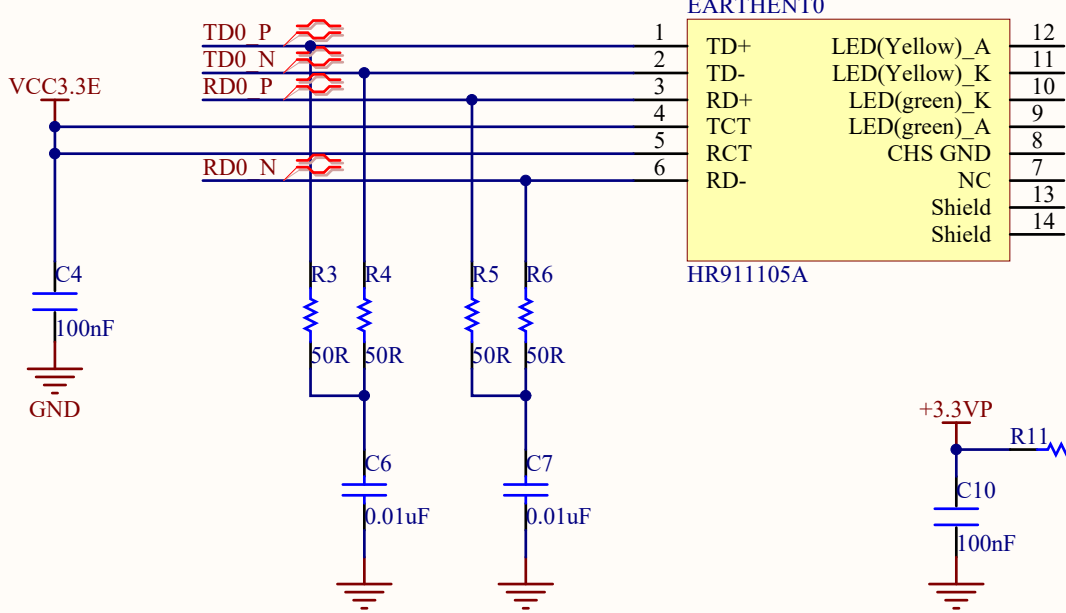 EARTHENT0
TD0_P
1
TD+
LED(Yellow)_A
12
TD0_N
2
TD-
LED(Yellow)_K
11
VCC3.3E
RD0_P
3
RD+
LED(green)_K
10
4
TCT
LED(green)_A
9
5
RCT
CHS GND
8
RD0_N
6
RD-
NC
7
Shield
13
Shield
14
HR911105A
C4
100nF
GND
R3
R4
R5
R6
50R
50R
50R
50R
C6
0.01uF
C7
0.01uF
+3.3VP
R11
C10
100nF